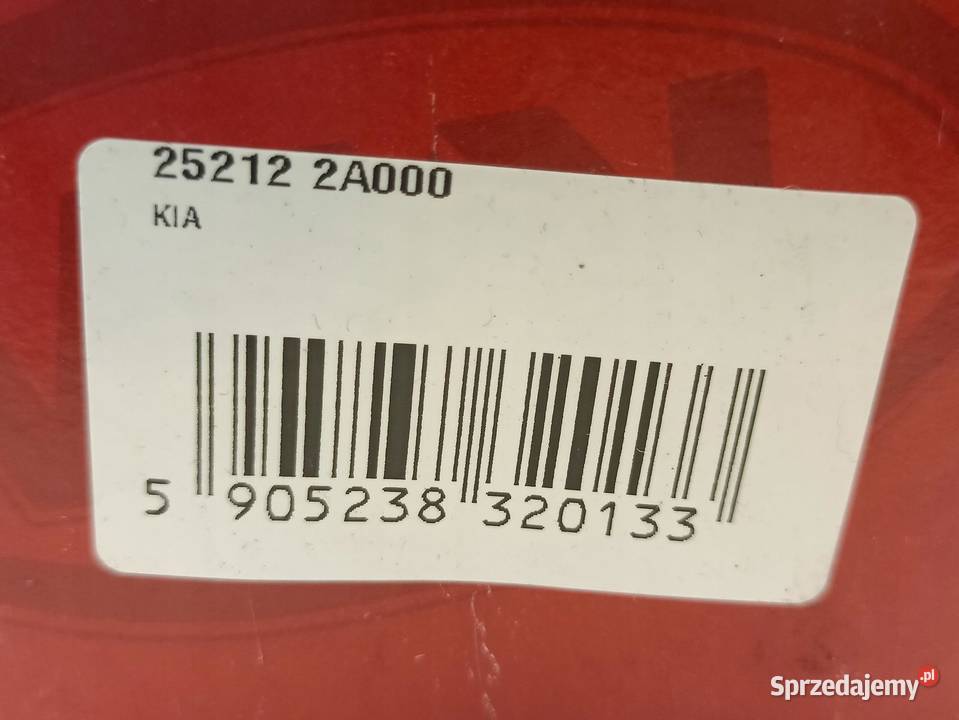 25212 2A000
KIA
5 905238 320133
Sprzedajemy.pl